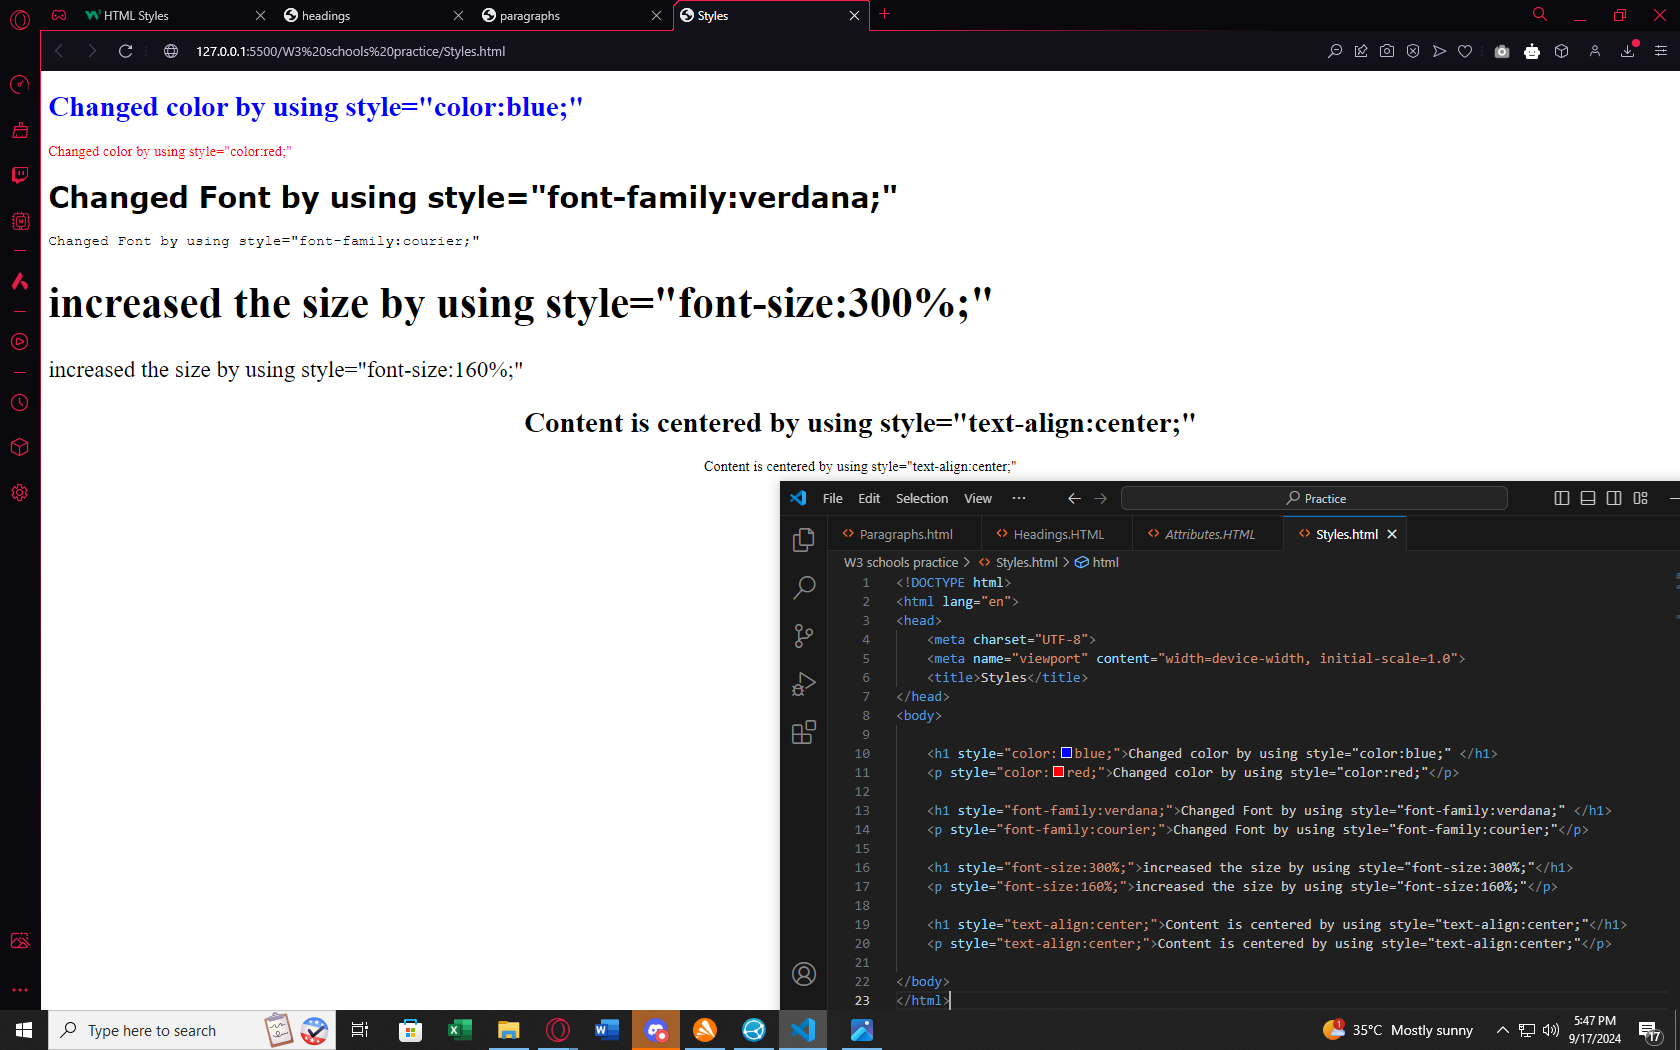 HTML Styles
headings
paragraphs
Styles
127.0.0.1:5500/W3%20schools%20practice/Styles.html
Changed color by using style="color:blue;"
Changed color by using style="color:red;"
Changed Font by using style="font-family:verdana;"
Changed Font by using style="font-family:courier;"
increased the size by using style="font-size:300%;"
increased the size by using style="font-size:160%;"
Content is centered by using style="text-align:center;"
Content is centered by using style="text-align:center;"
File Edit Selection View ··· Practice
Paragraphs.html Headings.HTML Attributes.HTML Styles.html
W3 schools practice > Styles.html > html
1 <!DOCTYPE html>
2 <html lang="en">
3 <head>
4 <meta charset="UTF-8">
5 <meta name="viewport" content="width=device-width, initial-scale=1.0">
6 <title>Styles</title>
7 </head>
8 <body>
9
10 <h1 style="color:blue;">Changed color by using style="color:blue;" </h1>
11 <p style="color:red;">Changed color by using style="color:red;"</p>
12
13 <h1 style="font-family:verdana;">Changed Font by using style="font-family:verdana;" </h1>
14 <p style="font-family:courier;">Changed Font by using style="font-family:courier;"</p>
15
16 <h1 style="font-size:300%;">increased the size by using style="font-size:300%;"</h1>
17 <p style="font-size:160%;">increased the size by using style="font-size:160%;"</p>
18
19 <h1 style="text-align:center;">Content is centered by using style="text-align:center;"</h1>
20 <p style="text-align:center;">Content is centered by using style="text-align:center;"</p>
21
22 </body>
23 </html>
Type here to search
1 35°C Mostly sunny
5:47 PM
9/17/2024
17